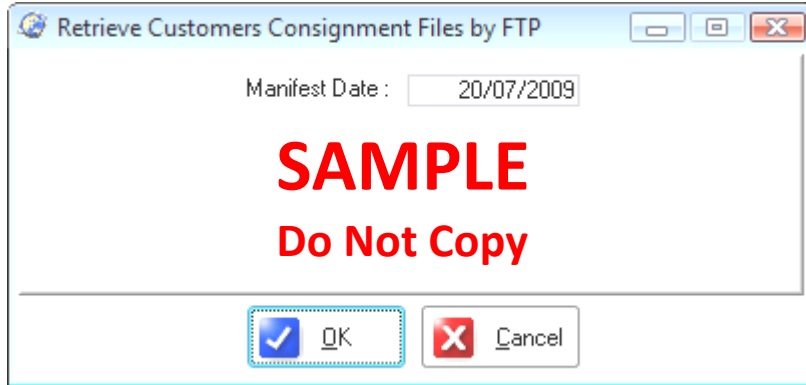 Retrieve Customers Consignment Files by FTP
Manifest Date : 20/07/2009
SAMPLE
Do Not Copy
OK Cancel